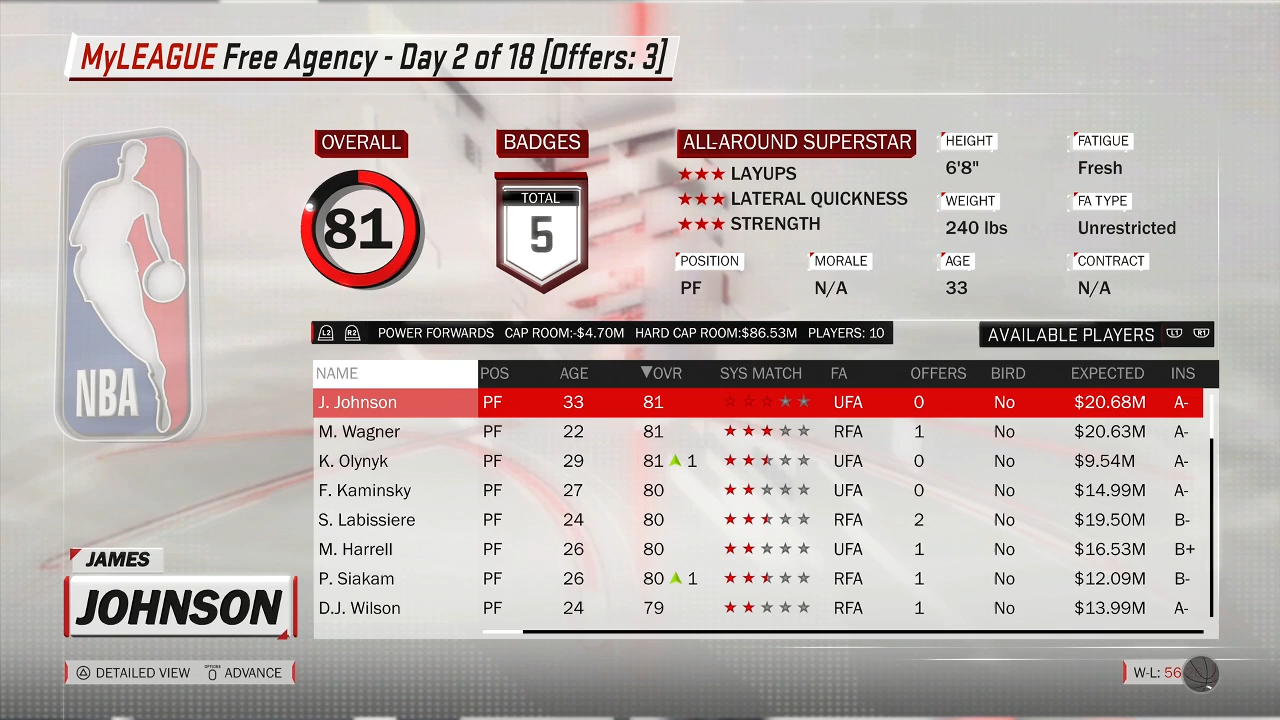 MyLEAGUE Free Agency - Day 2 of 18 [Offers: 3]
OVERALL
81
BADGES
TOTAL
5
ALL-AROUND SUPERSTAR
★★★ LAYUPS
★★★ LATERAL QUICKNESS
★★★ STRENGTH
POSITION
PF
MORALE
N/A
HEIGHT
6'8"
WEIGHT
240 lbs
AGE
33
FATIGUE
Fresh
FA TYPE
Unrestricted
CONTRACT
N/A
NBA
L2 R2 POWER FORWARDS CAP ROOM:-$4.70M HARD CAP ROOM:$86.53M PLAYERS: 10
AVAILABLE PLAYERS L1 R1
NAME POS AGE ▼OVR SYS MATCH FA OFFERS BIRD EXPECTED INS
J. Johnson PF 33 81 UFA 0 No $20.68M A-
M. Wagner PF 22 81 RFA 1 No $20.63M A-
K. Olynyk PF 29 81 ▲ 1 UFA 0 No $9.54M A-
F. Kaminsky PF 27 80 UFA 0 No $14.99M A-
S. Labissiere PF 24 80 RFA 2 No $19.50M B-
M. Harrell PF 26 80 UFA 1 No $16.53M B+
P. Siakam PF 26 80 ▲ 1 RFA 1 No $12.09M B-
D.J. Wilson PF 24 79 RFA 1 No $13.99M A-
JAMES
JOHNSON
DETAILED VIEW OPTIONS ADVANCE
W-L: 56